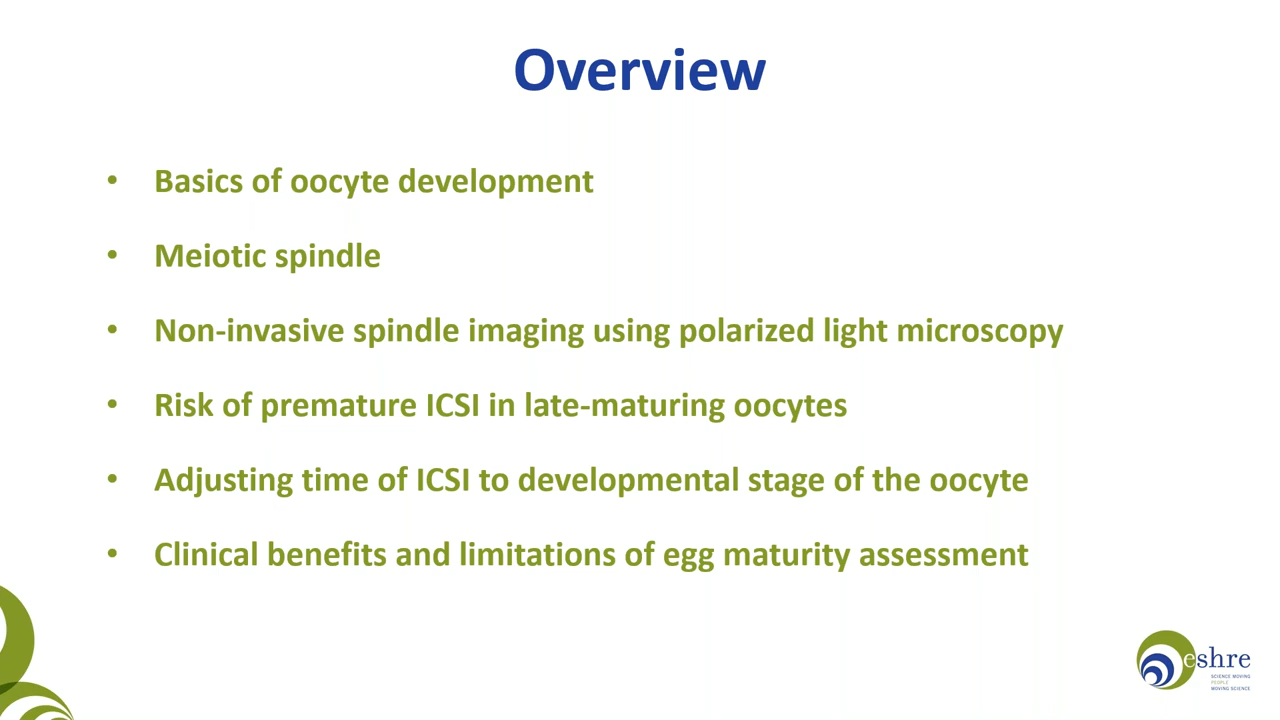 Overview
• Basics of oocyte development
• Meiotic spindle
• Non-invasive spindle imaging using polarized light microscopy
• Risk of premature ICSI in late-maturing oocytes
• Adjusting time of ICSI to developmental stage of the oocyte
• Clinical benefits and limitations of egg maturity assessment
eshre
SCIENCE MOVING
PEOPLE
MOVING SCIENCE